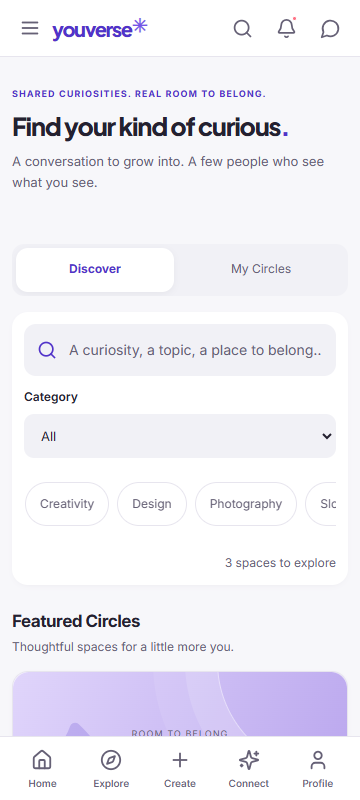 youverse
SHARED CURIOSITIES. REAL ROOM TO BELONG.
Find your kind of curious.
A conversation to grow into. A few people who see
what you see.
Discover
My Circles
A curiosity, a topic, a place to belong..
Category
All
Creativity
Design
Photography
Slo
3 spaces to explore
Featured Circles
Thoughtful spaces for a little more you.
ROOM TO BELONG
Home
Explore
Create
Connect
Profile